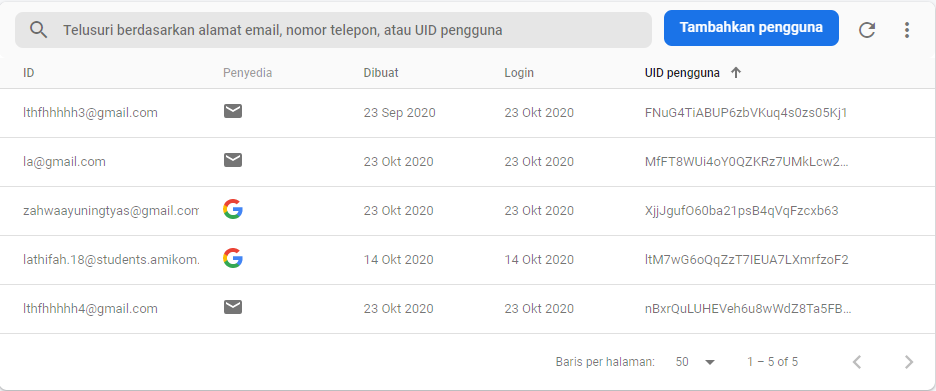 Telusuri berdasarkan alamat email, nomor telepon, atau UID pengguna Tambahkan pengguna
ID Penyedia Dibuat Login UID pengguna
lthfhhhhh3@gmail.com 23 Sep 2020 23 Okt 2020 FNuG4TiABUP6zbVKuq4s0zs05Kj1
la@gmail.com 23 Okt 2020 23 Okt 2020 MfFT8WUi4oY0QZKRz7UMkLcw2...
zahwaayuningtyas@gmail.com 23 Okt 2020 23 Okt 2020 XjjJgufO60ba21psB4qVqFzcxb63
lathifah.18@students.amikom. 14 Okt 2020 14 Okt 2020 ltM7wG6oQqZzT7IEUA7LXmrfzoF2
lthfhhhhh4@gmail.com 23 Okt 2020 23 Okt 2020 nBxrQuLUHEVeh6u8wWdZ8Ta5FB...
Baris per halaman: 50 1 – 5 of 5